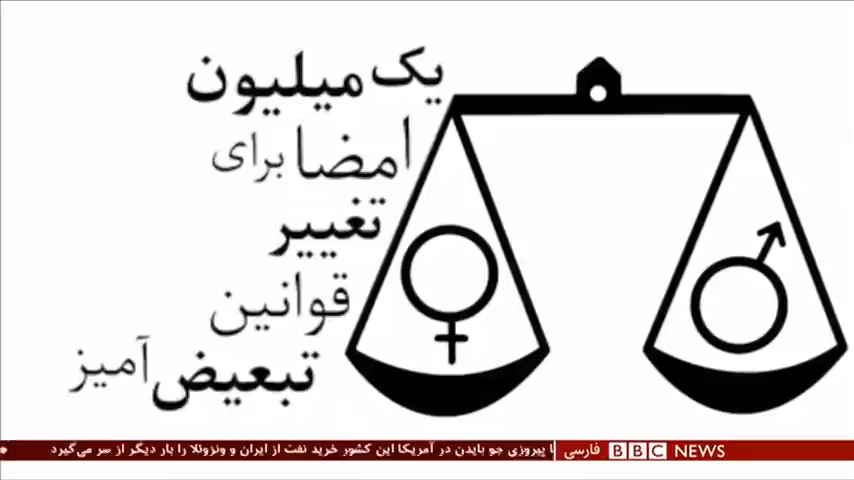 یک میلیون
امضا برای
تغییر
قوانین
تبعیض آمیز
BBC NEWS فارسی
با پیروزی جو بایدن در آمریکا این کشور خرید نفت از ایران و ونزوئلا را بار دیگر از سر می‌گیرد